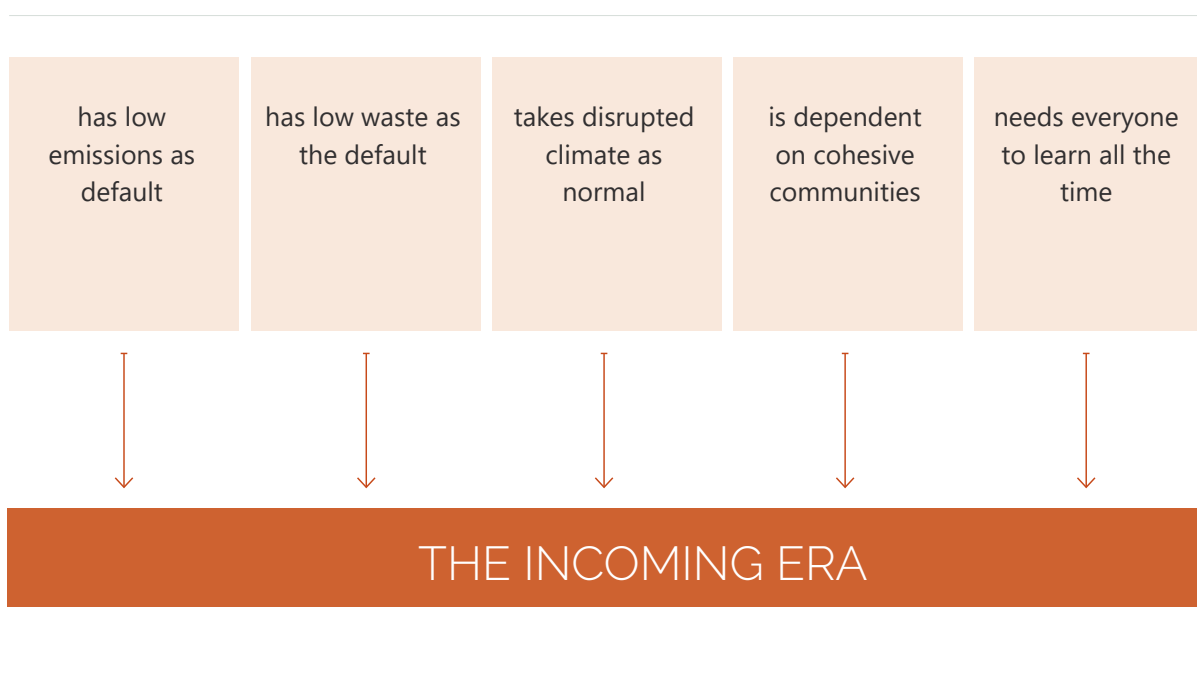 has low
emissions as
default
has low waste as
the default
takes disrupted
climate as
normal
is dependent
on cohesive
communities
needs everyone
to learn all the
time
THE INCOMING ERA